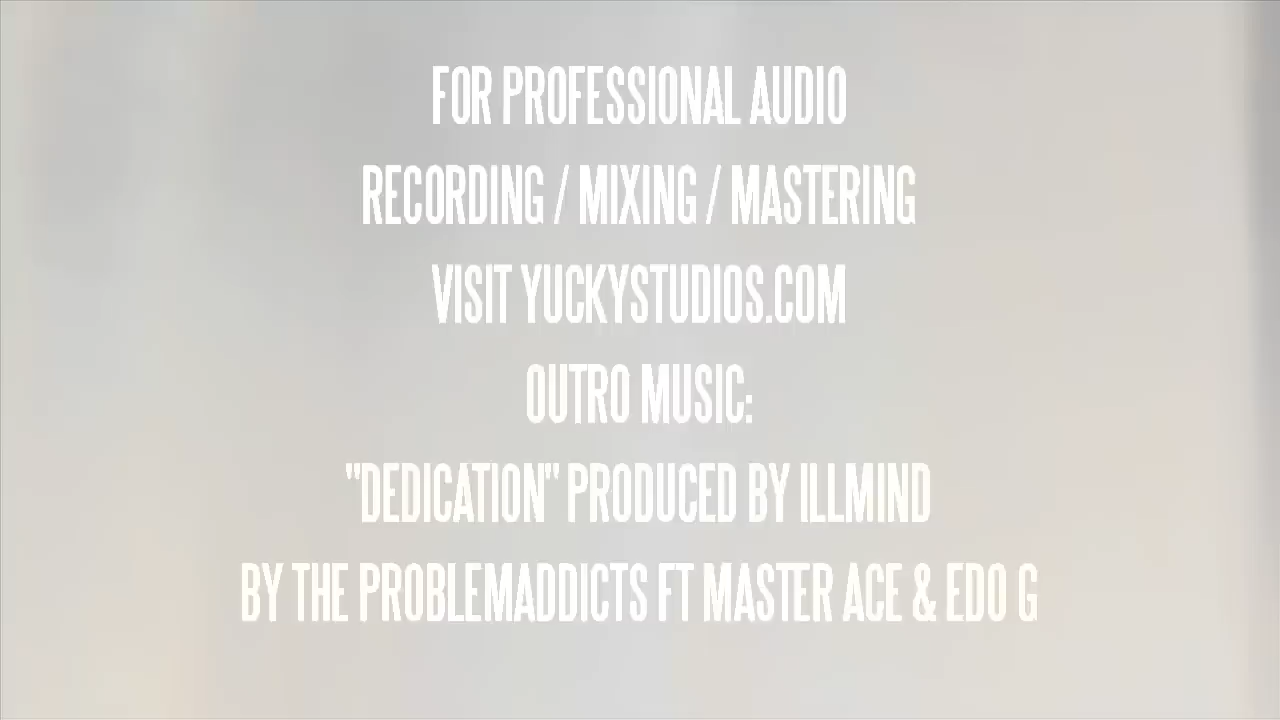 FOR PROFESSIONAL AUDIO
RECORDING / MIXING / MASTERING
VISIT YUCKYSTUDIOS.COM
OUTRO MUSIC:
"DEDICATION" PRODUCED BY ILLMIND
BY THE PROBLEMADDICTS FT MASTER ACE & EDO G